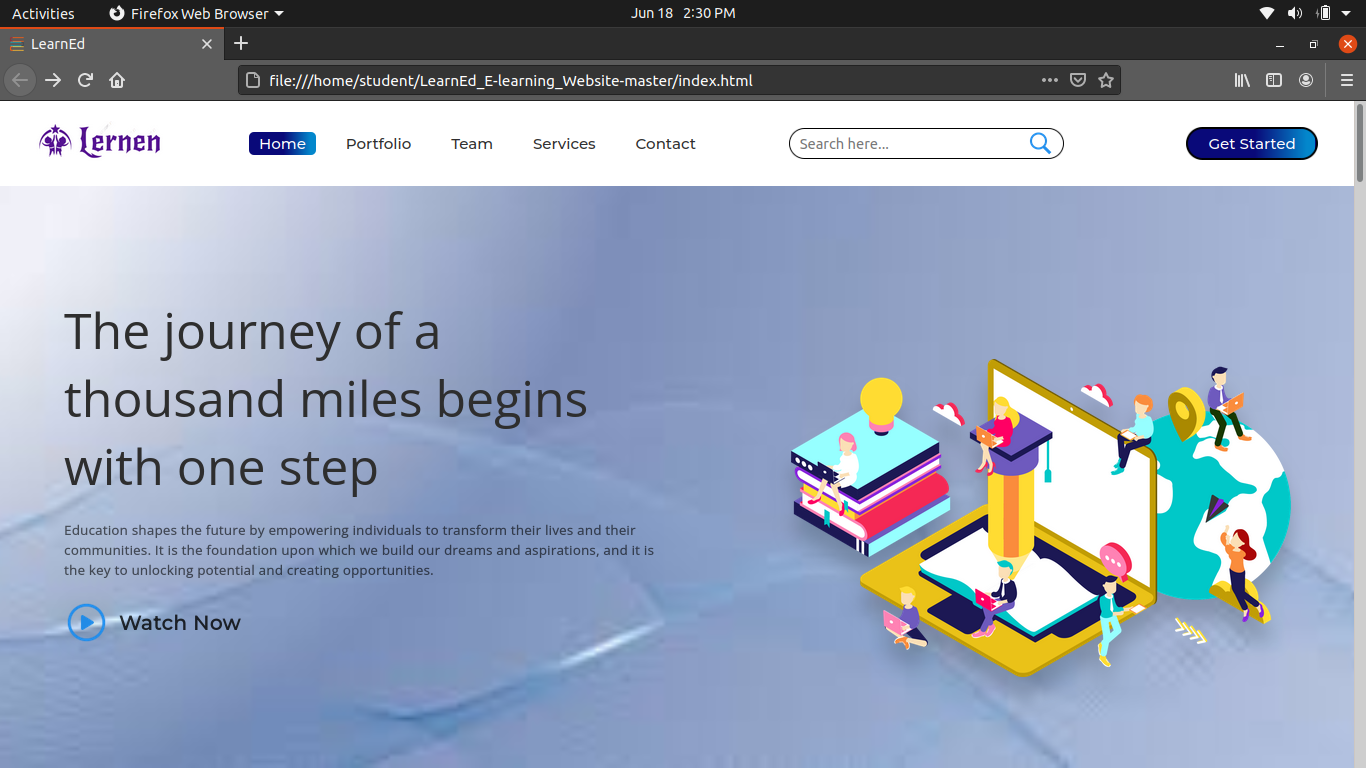 Activities
Firefox Web Browser
Jun 18 2:30 PM
LearnEd
file:///home/student/LearnEd_E-learning_Website-master/index.html
Lernen
Home
Portfolio
Team
Services
Contact
Search here...
Get Started
The journey of a
thousand miles begins
with one step
Education shapes the future by empowering individuals to transform their lives and their
communities. It is the foundation upon which we build our dreams and aspirations, and it is
the key to unlocking potential and creating opportunities.
Watch Now